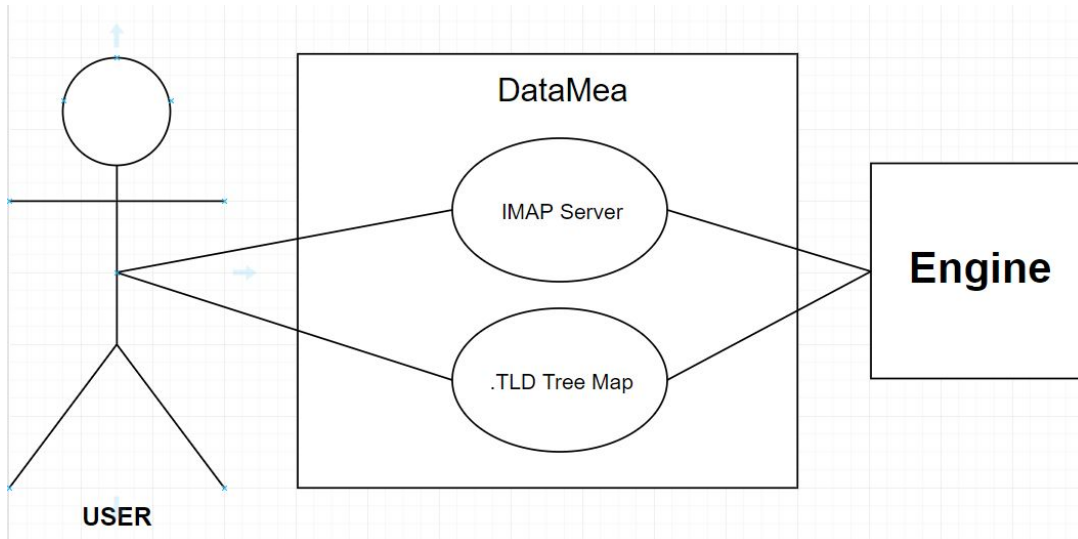 DataMea
IMAP Server
Engine
.TLD Tree Map
USER